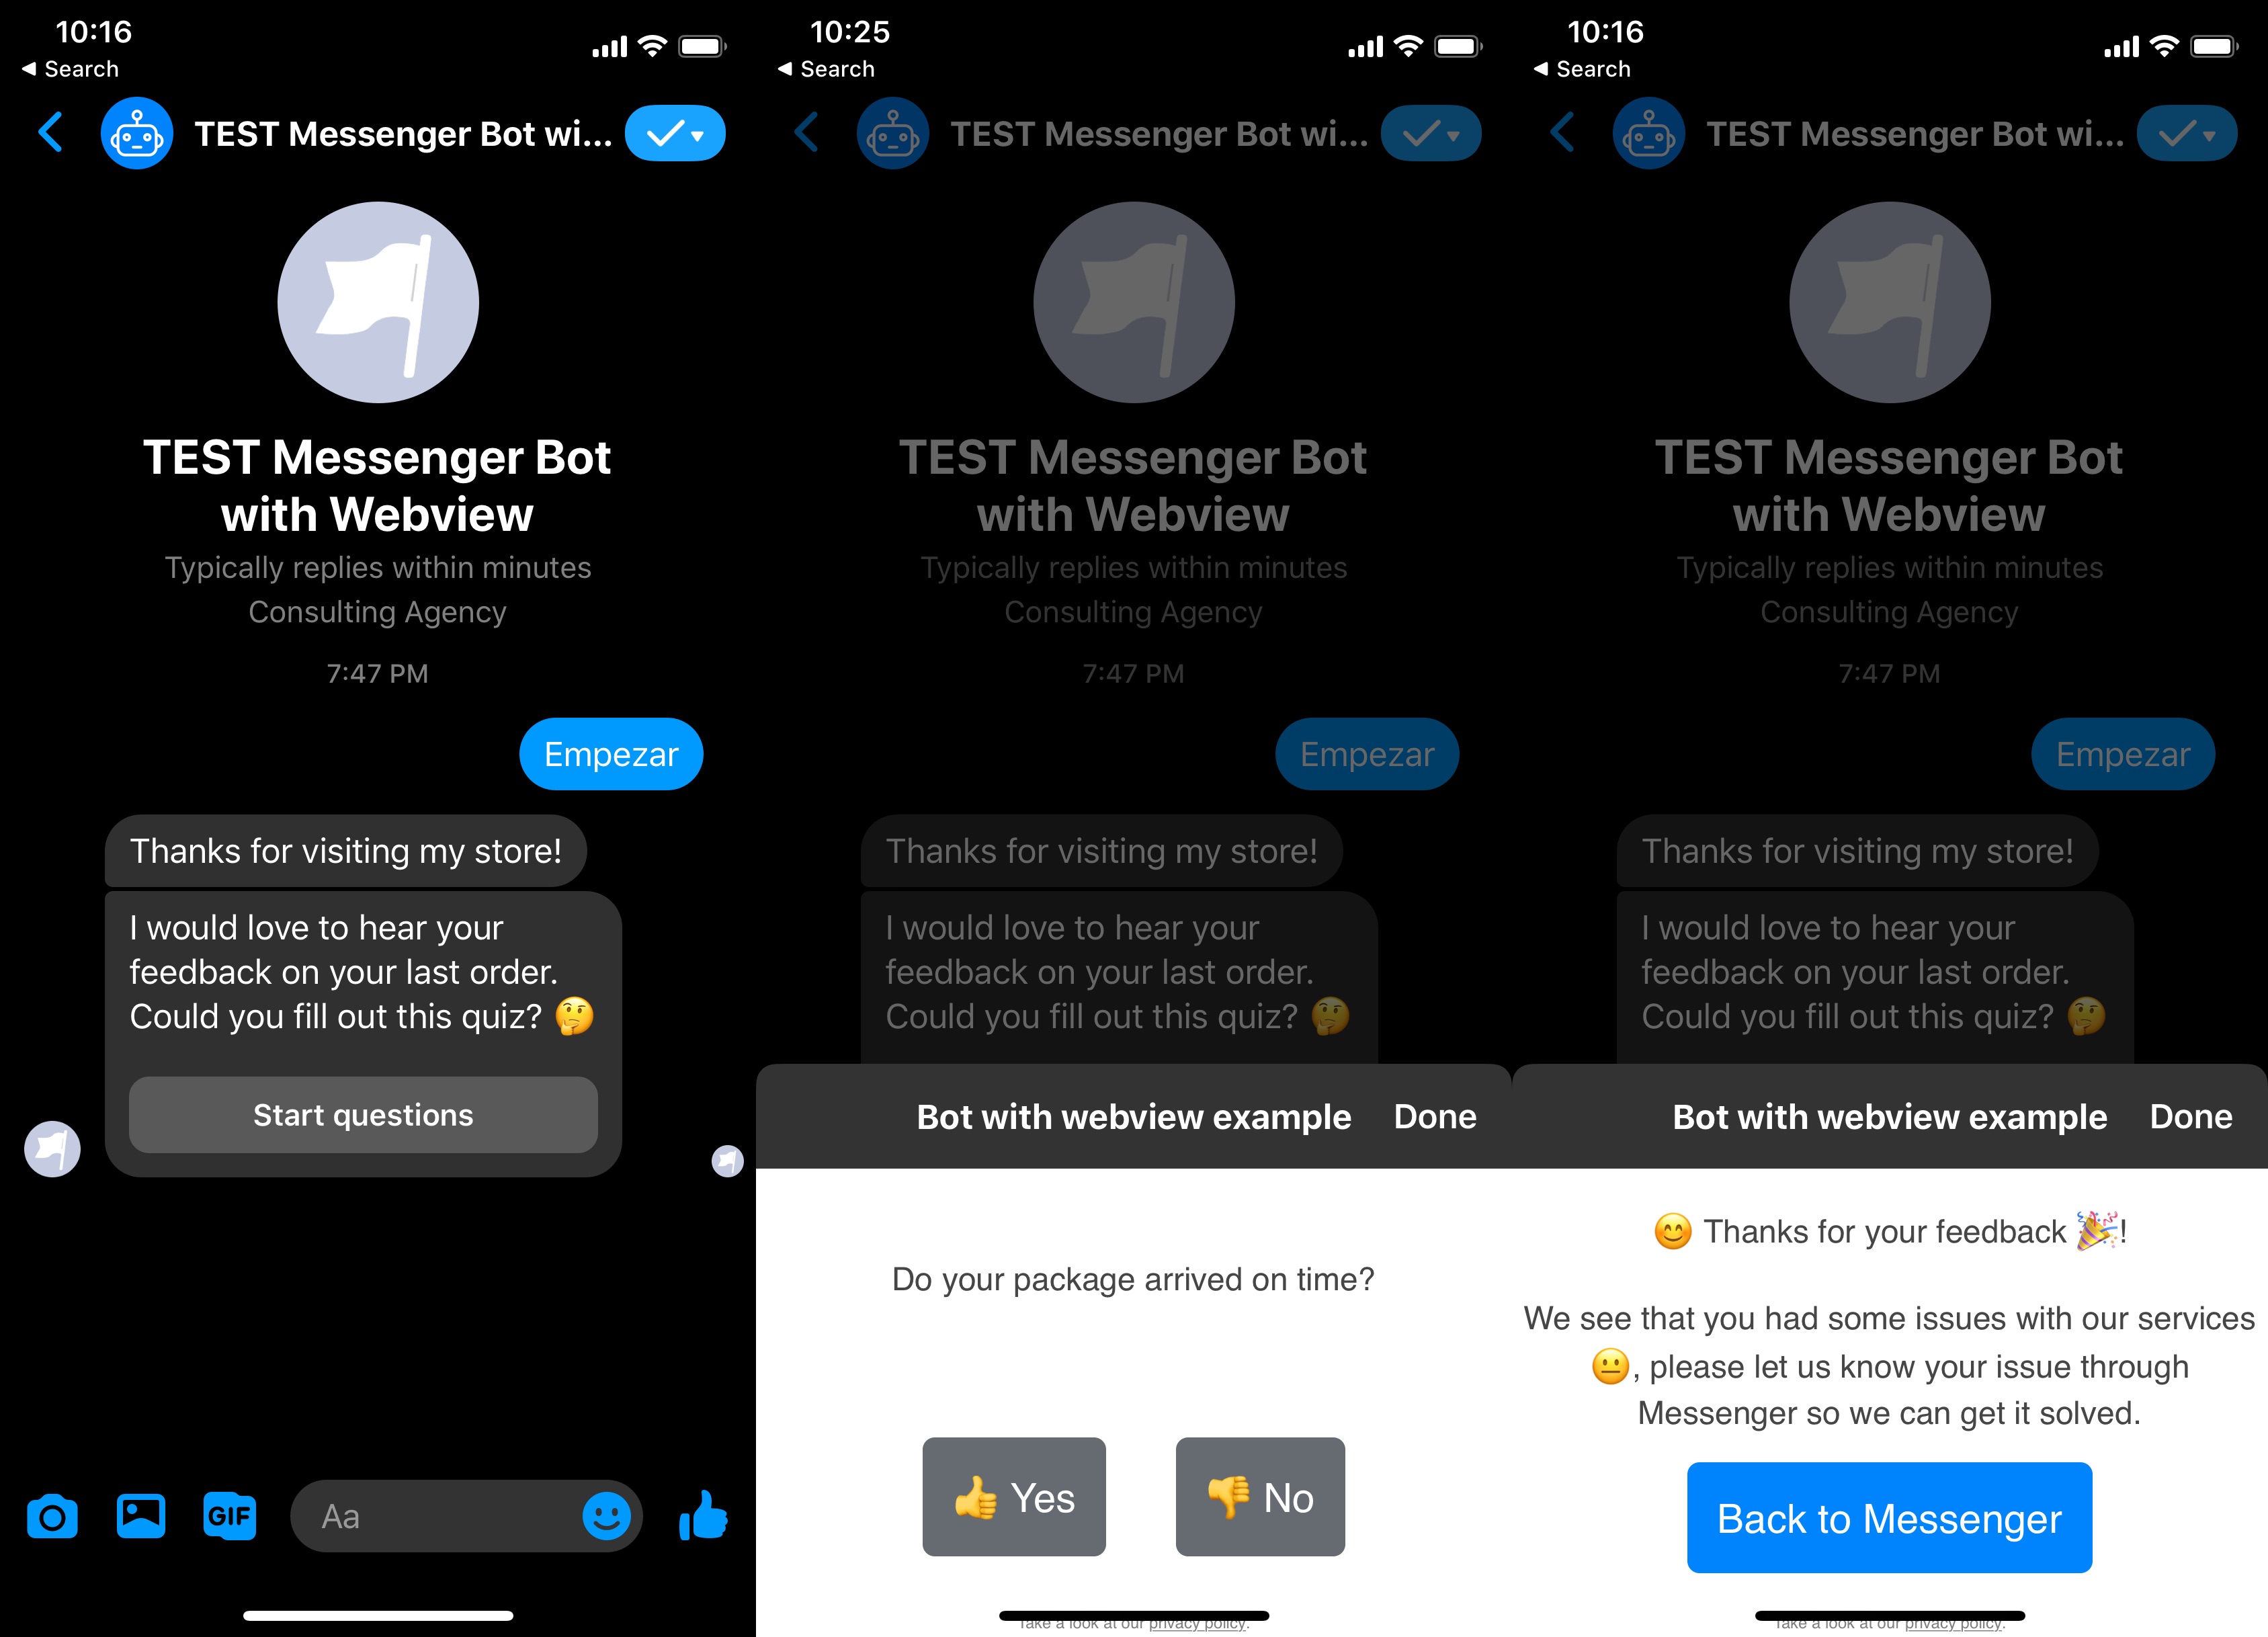 10:16
Search
TEST Messenger Bot wi...
TEST Messenger Bot
with Webview
Typically replies within minutes
Consulting Agency
7:47 PM
Empezar
Thanks for visiting my store!
I would love to hear your
feedback on your last order.
Could you fill out this quiz? 🤔
Start questions
GIF
Aa
10:25
Search
TEST Messenger Bot wi...
TEST Messenger Bot
with Webview
Typically replies within minutes
Consulting Agency
7:47 PM
Empezar
Thanks for visiting my store!
I would love to hear your
feedback on your last order.
Could you fill out this quiz? 🤔
Bot with webview example
Done
Do your package arrived on time?
👍 Yes
👎 No
Take a look at our privacy policy.
10:16
Search
TEST Messenger Bot wi...
TEST Messenger Bot
with Webview
Typically replies within minutes
Consulting Agency
7:47 PM
Empezar
Thanks for visiting my store!
I would love to hear your
feedback on your last order.
Could you fill out this quiz? 🤔
Bot with webview example
Done
😊 Thanks for your feedback 🎉!
We see that you had some issues with our services
😐, please let us know your issue through
Messenger so we can get it solved.
Back to Messenger
Take a look at our privacy policy.